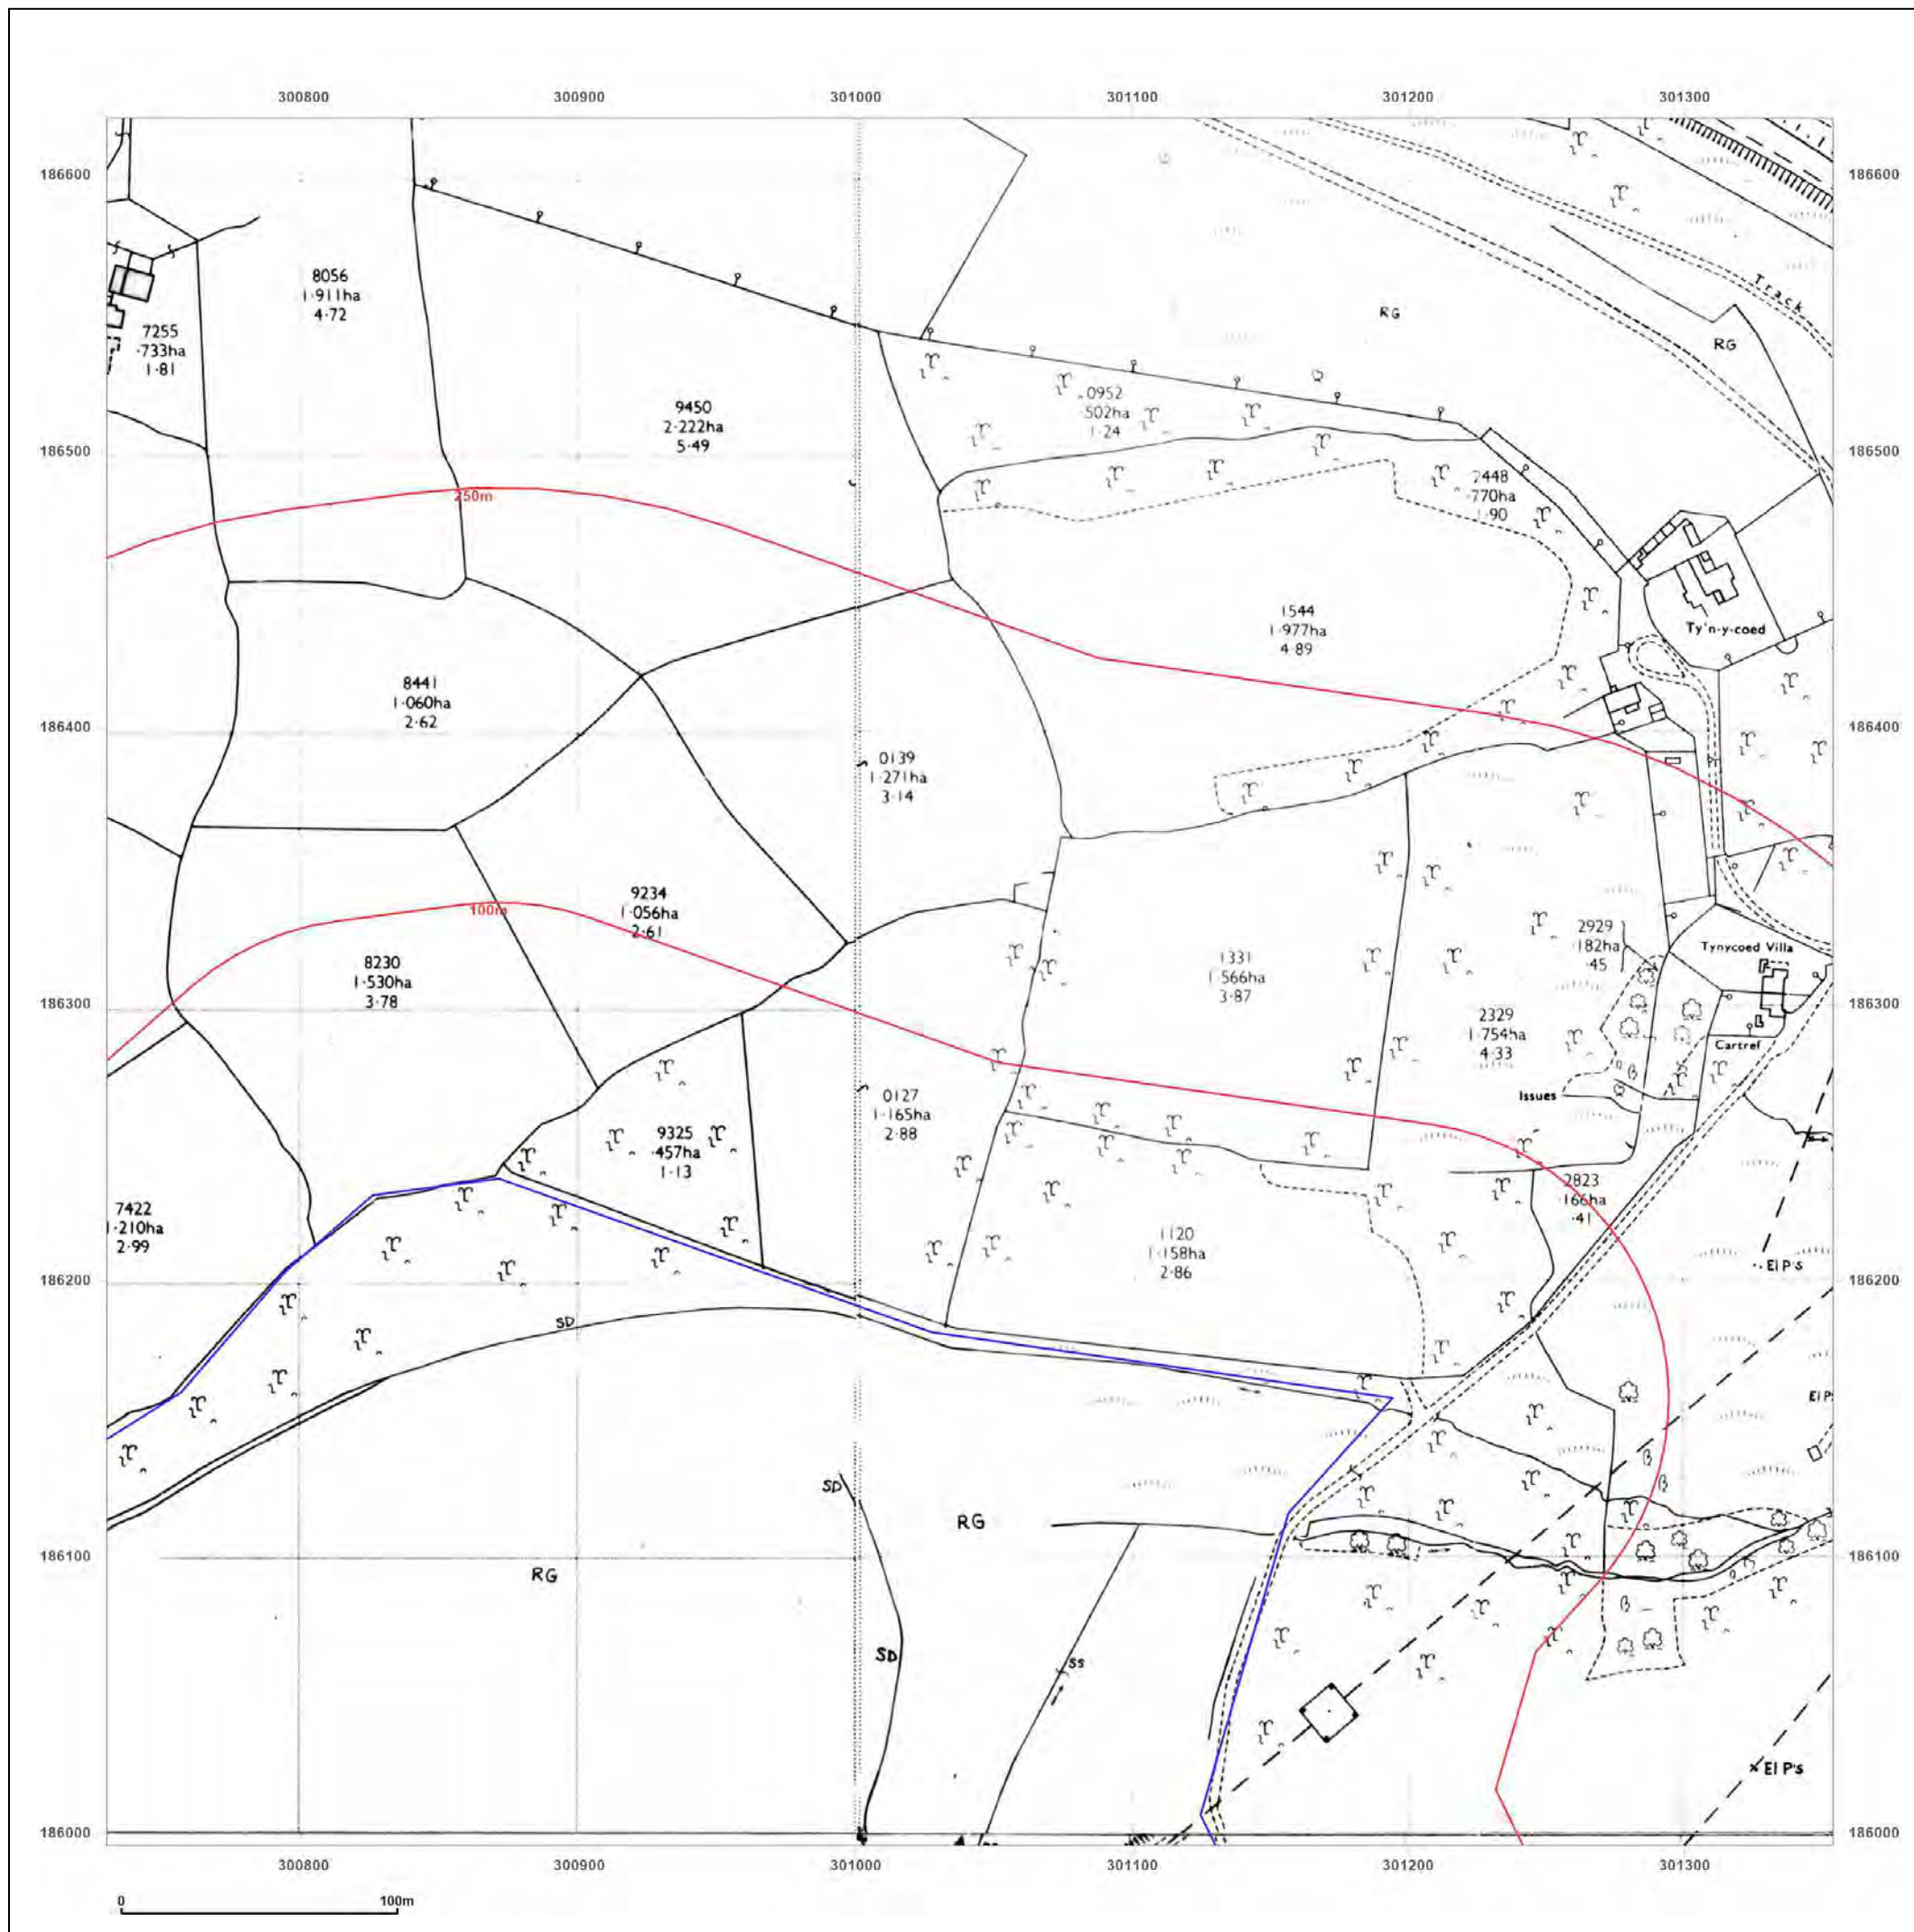 300800 300900 301000 301100 301200 301300
186600 186600
8056
1·911ha
4·72
7255
·733ha
1·81
Track
RG
RG
0952
·502ha
1·24
9450
2·222ha
5·49
186500 186500
2448
·770ha
1·90
250m
1544
1·977ha
4·89
Ty'n-y-coed
8441
1·060ha
2·62
186400 186400
0139
1·271ha
3·14
9234
1·056ha
2·61
100m
2929
·182ha
·45
Tynycoed Villa
8230
1·530ha
3·78
1331
1·566ha
3·87
186300 186300
2329
1·754ha
4·33
Cartref
Issues
0127
1·165ha
2·88
9325
·457ha
1·13
2823
·166ha
·41
7422
1·210ha
2·99
1120
1·158ha
2·86
El P's
186200 186200
SD
El P
SD
RG
186100 186100
RG
SD
SS
El P's
186000 186000
300800 300900 301000 301100 301200 301300
0 100m